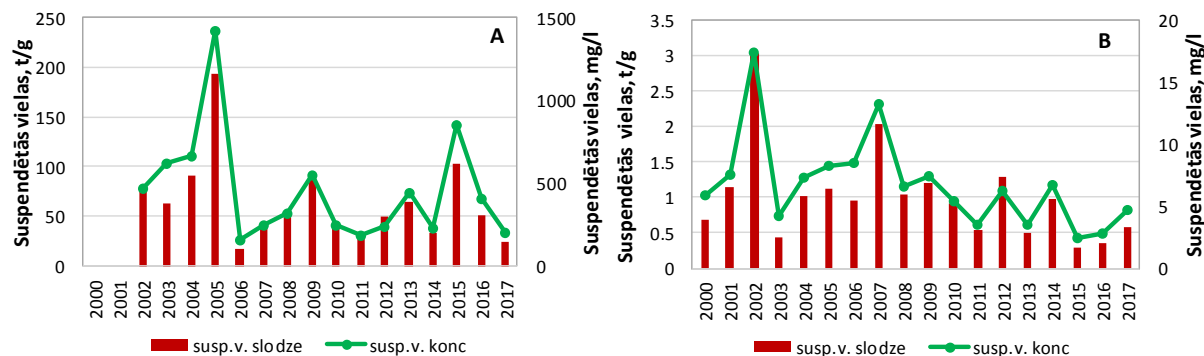 A
Suspendētās vielas, t/g
250
200
150
100
50
0
1500
1000
500
0
Suspendētās vielas, mg/l
2000 2001 2002 2003 2004 2005 2006 2007 2008 2009 2010 2011 2012 2013 2014 2015 2016 2017
susp.v. slodze susp.v. konc
B
Suspendētās vielas, t/g
3.5
3
2.5
2
1.5
1
0.5
0
20
15
10
5
0
Suspendētās vielas, mg/l
2000 2001 2002 2003 2004 2005 2006 2007 2008 2009 2010 2011 2012 2013 2014 2015 2016 2017
susp.v. slodze susp.v. konc